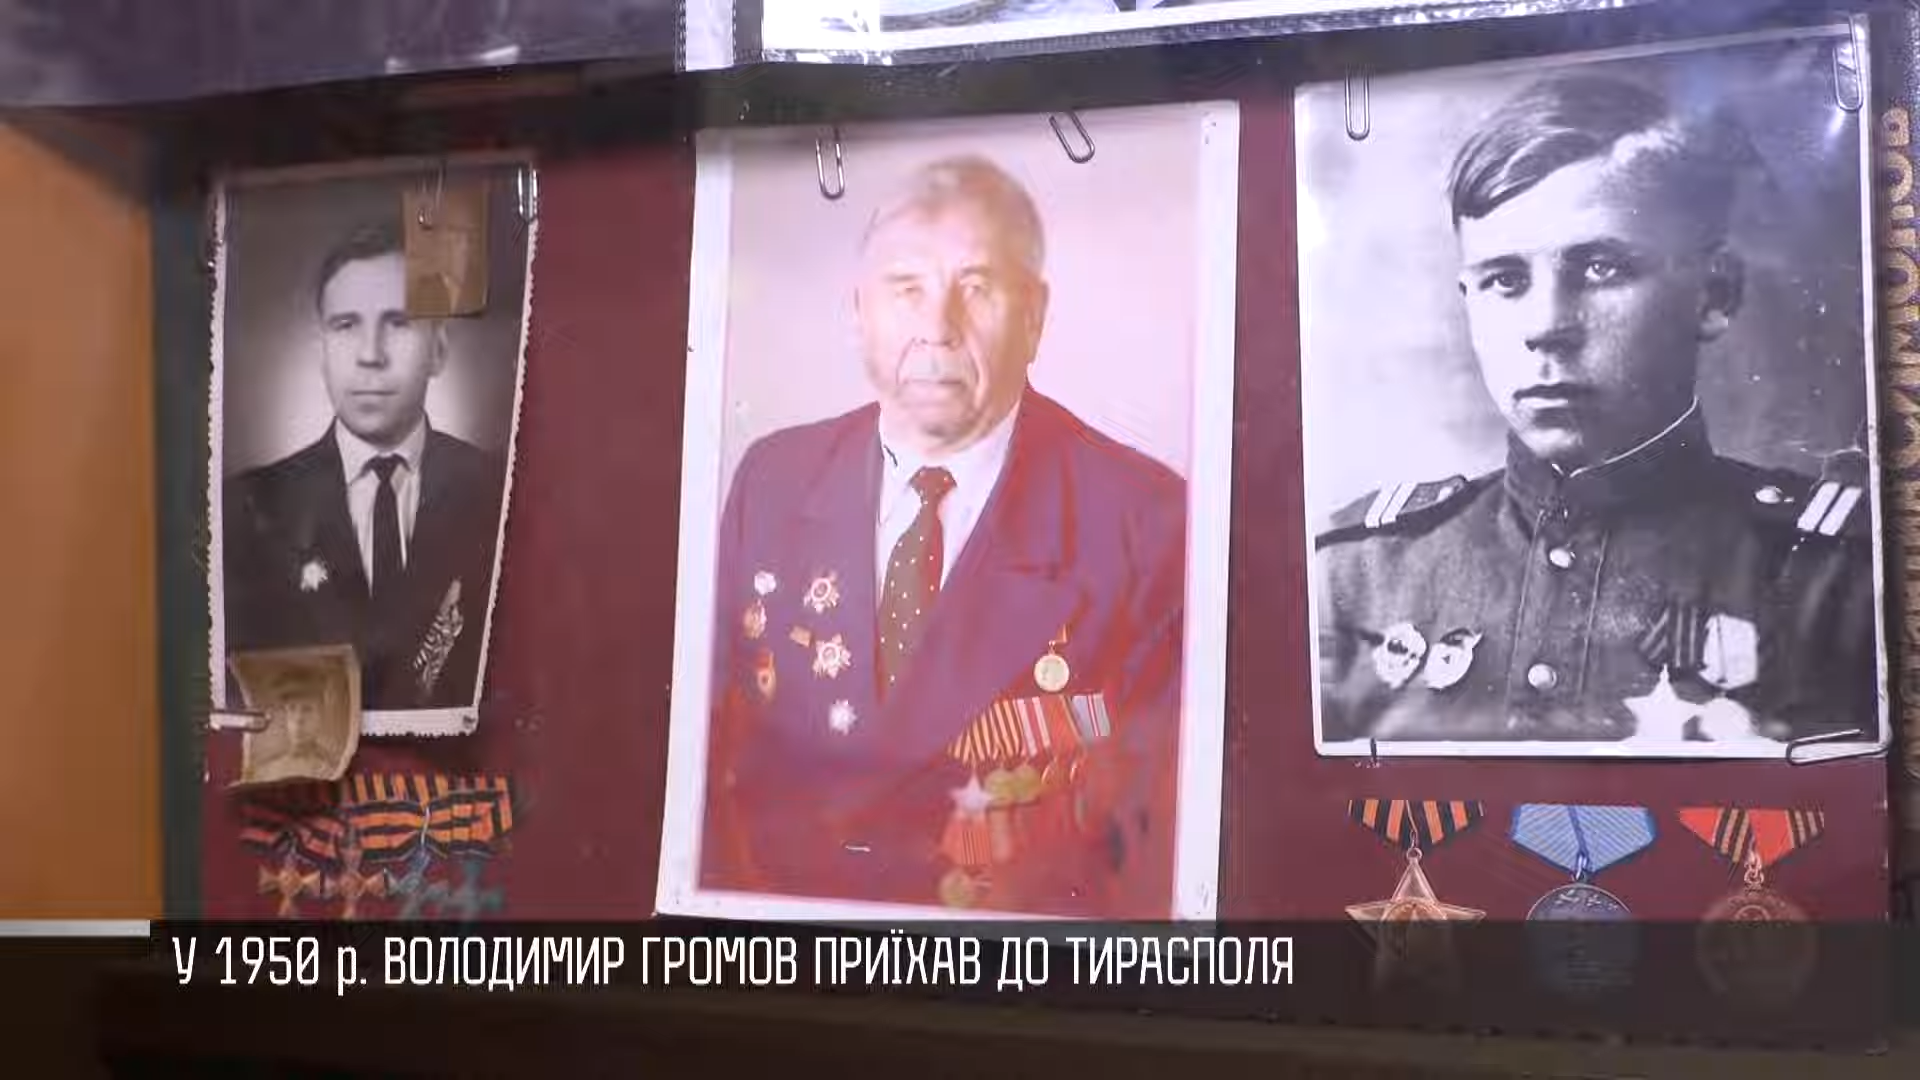 У 1950 р. ВОЛОДИМИР ГРОМОВ ПРИЇХАВ ДО ТИРАСПОЛЯ